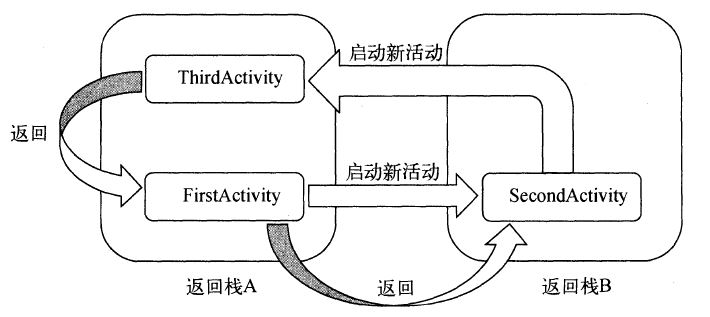 启动新活动
ThirdActivity
返回
启动新活动
FirstActivity
SecondActivity
返回栈A
返回
返回栈B